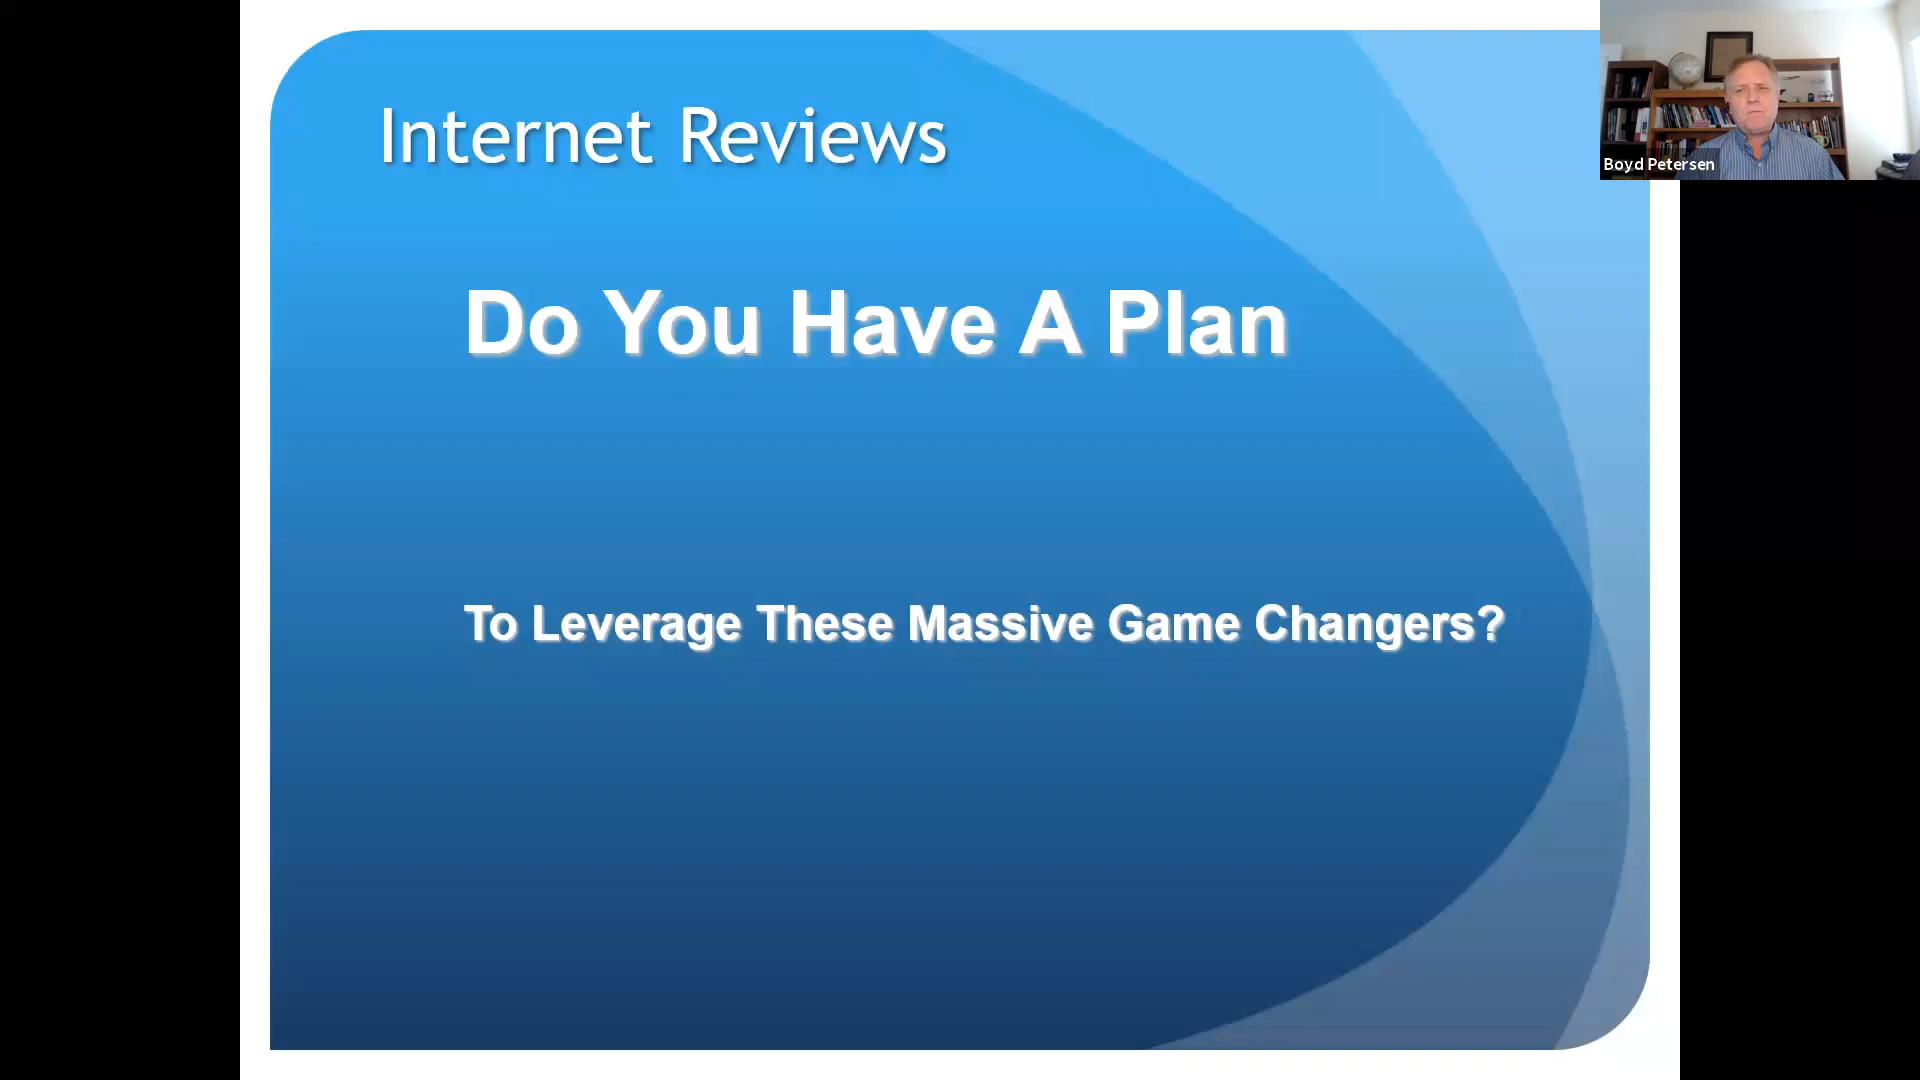 Internet Reviews
Boyd Petersen
Do You Have A Plan
To Leverage These Massive Game Changers?